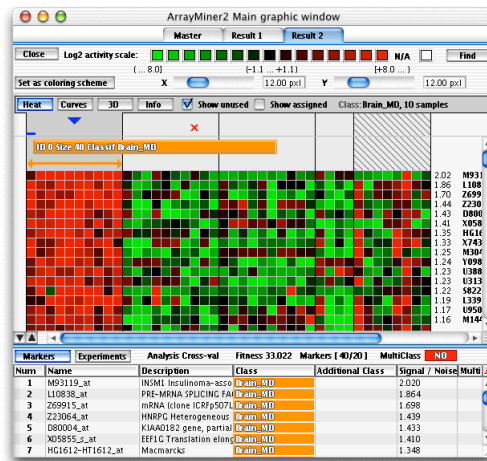 ArrayMiner2 Main graphic window
Master Result 1 Result 2
Close Log2 activity scale: N/A Find
(... 8.0] (-1.1 ... +1.1) [+8.0 ...)
Set as coloring scheme X 12.00 pxl Y 12.00 pxl
Heat Curves 3D Info Show unused Show assigned Class: Brain_MD, 10 samples
ID 0 Size 40 Classif Brain_MD
2.02 M931
1.86 L108
1.70 Z699
1.44 Z230
1.43 D800
1.41 X058
1.35 HG16
1.33 X743
1.25 M304
1.24 Y098
1.23 U388
1.23 U313
1.22 S822
1.19 L339
1.17 U950
1.16 M144
Markers Experiments Analysis Cross-val Fitness 33.022 Markers [40/20] MultiClass NO
Num Name Description Class Additional Class Signal / Noise Multi
1 M93119_at INSM1 Insulinoma-asso Brain_MD 2.020
2 L10838_at PRE-MRNA SPLICING FA Brain_MD 1.864
3 Z69915_at mRNA (clone ICRFp507L Brain_MD 1.698
4 Z23064_at HNRPG Heterogeneous Brain_MD 1.439
5 D80004_at KIAA0182 gene, partial Brain_MD 1.433
6 X05855_s_at EEF1G Translation elong Brain_MD 1.410
7 HG1612-HT1612_at Macmarcks Brain_MD 1.348